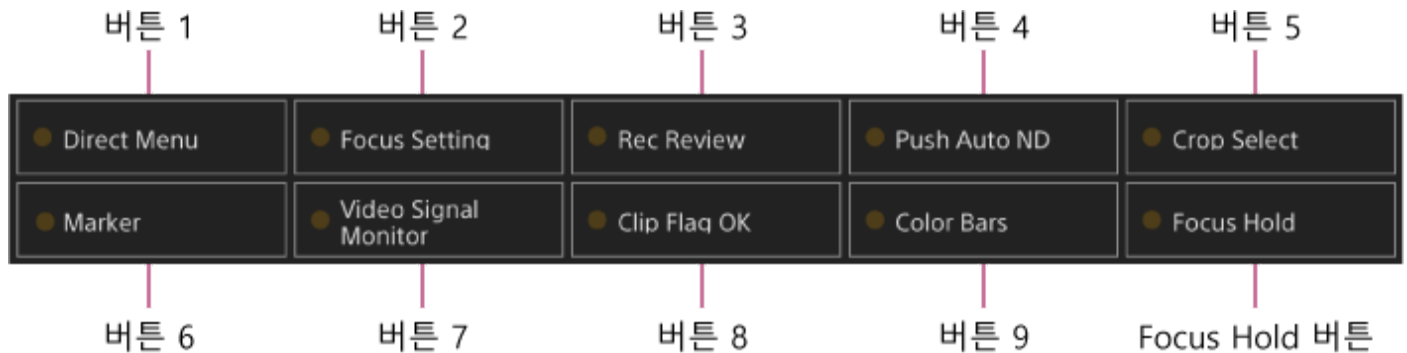 버튼 1 버튼 2 버튼 3 버튼 4 버튼 5
Direct Menu Focus Setting Rec Review Push Auto ND Crop Select
Marker Video Signal Monitor Clip Flag OK Color Bars Focus Hold
버튼 6 버튼 7 버튼 8 버튼 9 Focus Hold 버튼